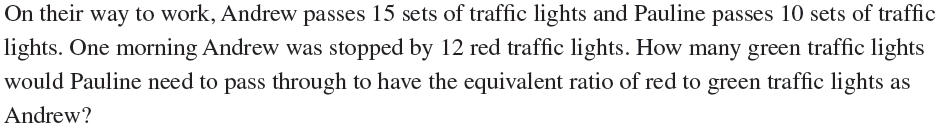 On their way to work, Andrew passes 15 sets of traffic lights and Pauline passes 10 sets of traffic
lights. One morning Andrew was stopped by 12 red traffic lights. How many green traffic lights
would Pauline need to pass through to have the equivalent ratio of red to green traffic lights as
Andrew?